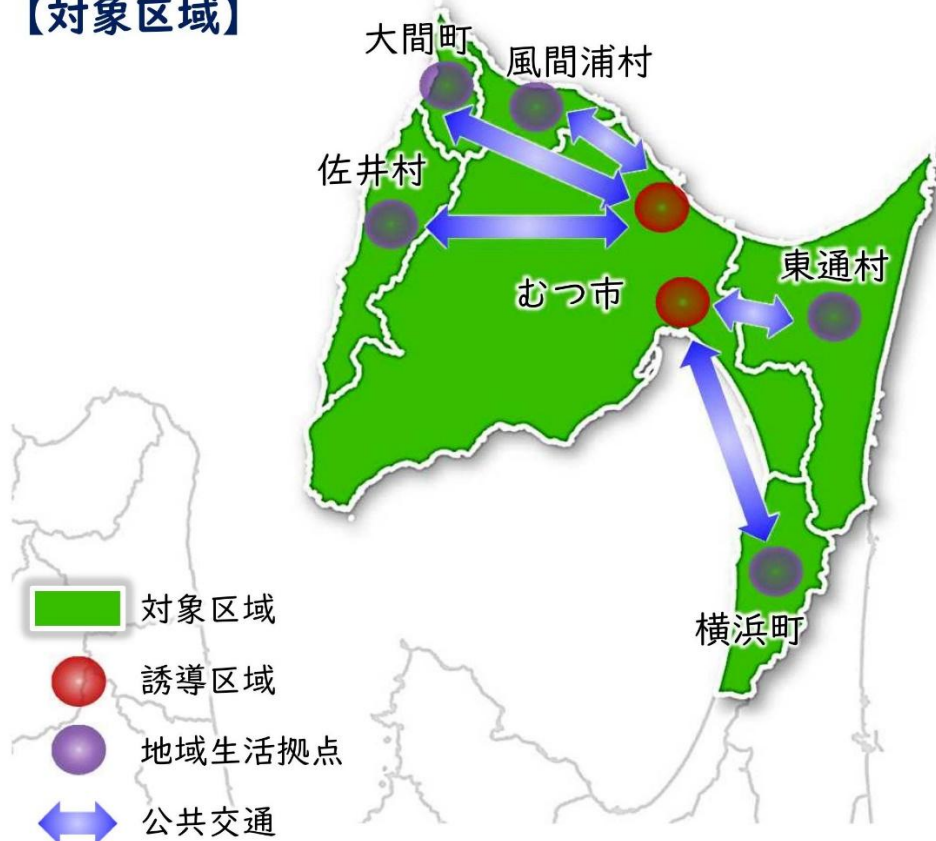 【対象区域】
大間町
風間浦村
佐井村
東通村
むつ市
横浜町
対象区域
誘導区域
地域生活拠点
公共交通